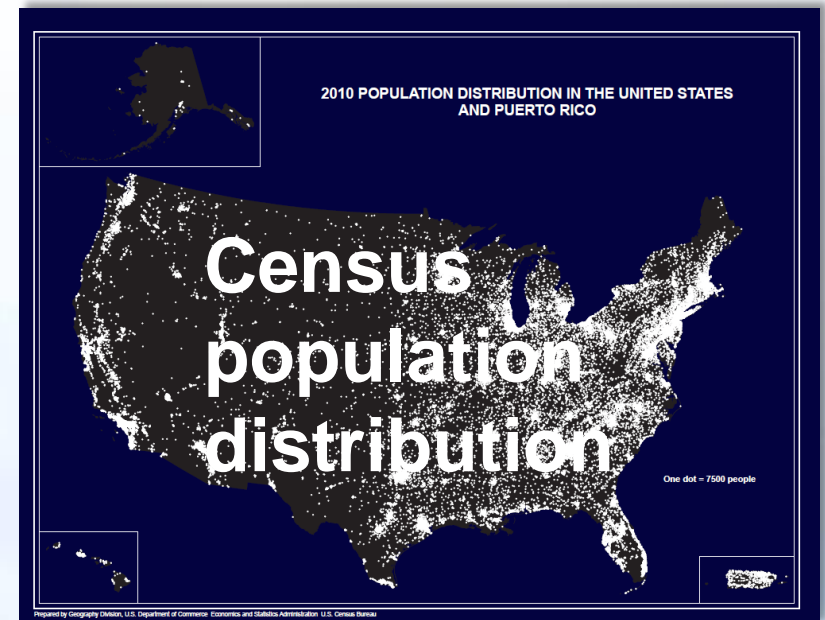 2010 POPULATION DISTRIBUTION IN THE UNITED STATES
AND PUERTO RICO
Census
population
distribution
One dot = 7500 people
Prepared by Geography Division, U.S. Department of Commerce Economics and Statistics Administration U.S. Census Bureau